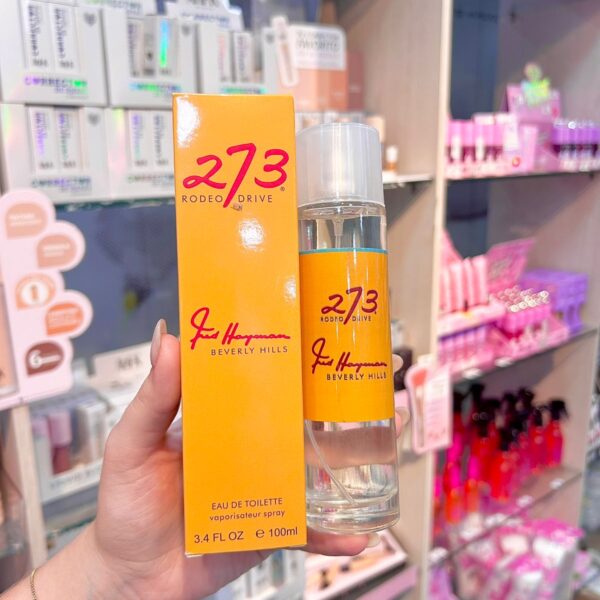 273®
RODEO DRIVE
Fred Hayman
BEVERLY HILLS
EAU DE TOILETTE
vaporisateur spray
3.4 FL OZ ℮ 100ml
273
RODEO DRIVE
Fred Hayman
BEVERLY HILLS